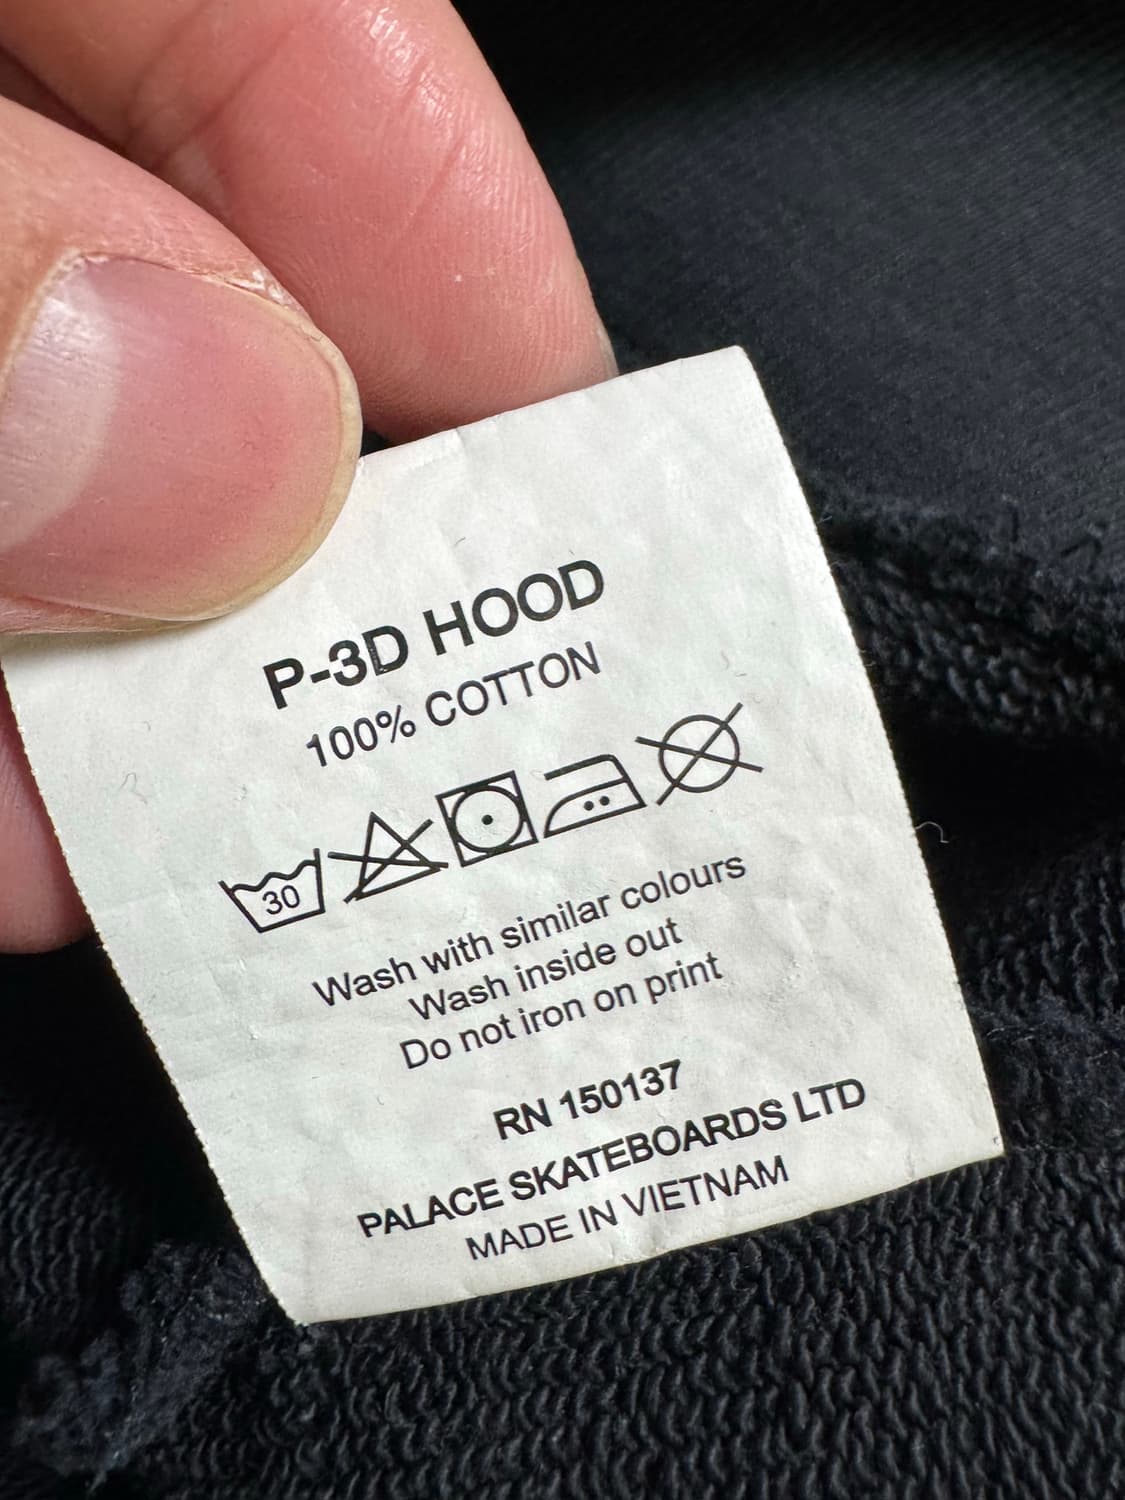 P-3D HOOD
100% COTTON
30
Wash with similar colours
Wash inside out
Do not iron on print
RN 150137
PALACE SKATEBOARDS LTD
MADE IN VIETNAM